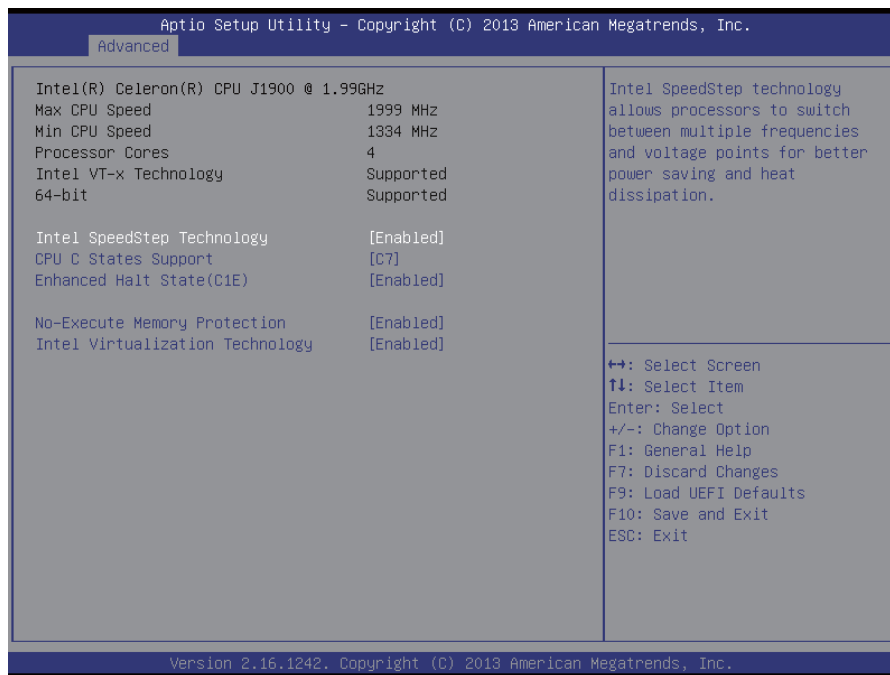 Aptio Setup Utility – Copyright (C) 2013 American Megatrends, Inc.
Advanced
Intel(R) Celeron(R) CPU J1900 @ 1.99GHz
Max CPU Speed 1999 MHz
Min CPU Speed 1334 MHz
Processor Cores 4
Intel VT-x Technology Supported
64-bit Supported
Intel SpeedStep Technology [Enabled]
CPU C States Support [C7]
Enhanced Halt State(C1E) [Enabled]
No-Execute Memory Protection [Enabled]
Intel Virtualization Technology [Enabled]
Intel SpeedStep technology
allows processors to switch
between multiple frequencies
and voltage points for better
power saving and heat
dissipation.
↔: Select Screen
↑↓: Select Item
Enter: Select
+/-: Change Option
F1: General Help
F7: Discard Changes
F9: Load UEFI Defaults
F10: Save and Exit
ESC: Exit
Version 2.16.1242. Copyright (C) 2013 American Megatrends, Inc.